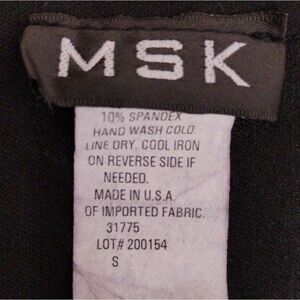 MSK
10% SPANDEX
HAND WASH COLD.
LINE DRY. COOL IRON
ON REVERSE SIDE IF
NEEDED.
MADE IN U.S.A.
OF IMPORTED FABRIC.
31775
LOT# 200154
S